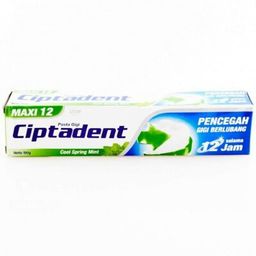 MAXI 12
Pasta Gigi
Ciptadent
Cool Spring Mint
PENCEGAH
GIGI BERLUBANG
12 selama
Jam